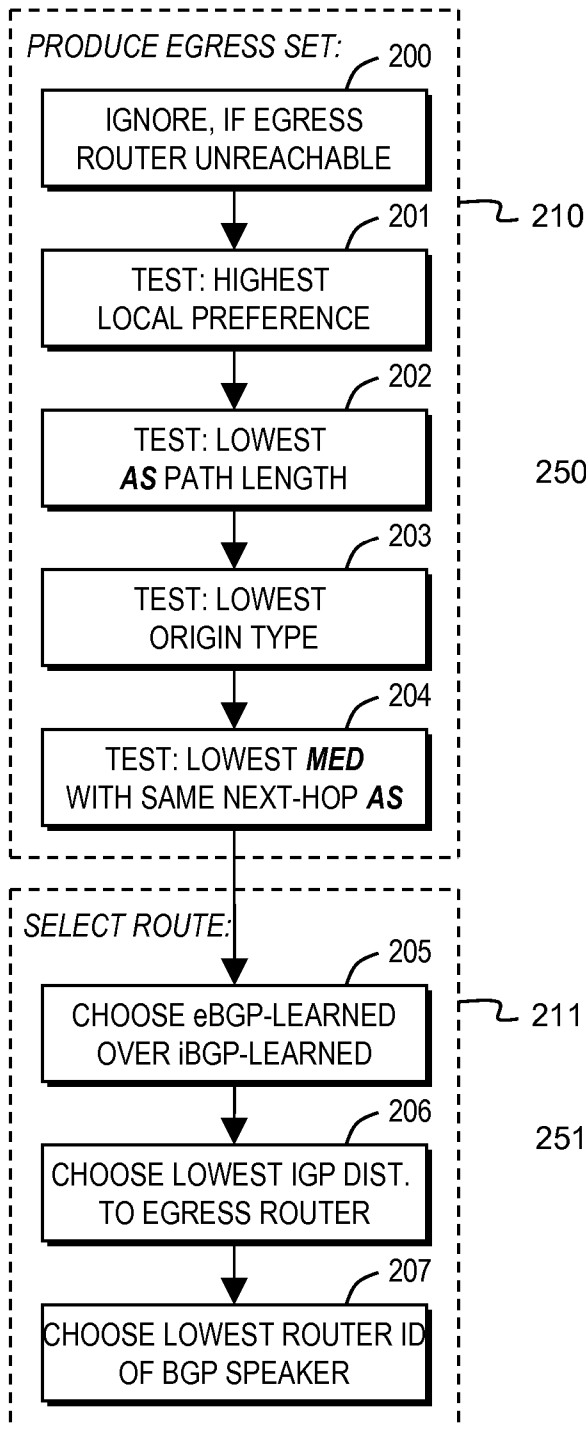 PRODUCE EGRESS SET:
200
IGNORE, IF EGRESS
ROUTER UNREACHABLE
210
201
TEST: HIGHEST
LOCAL PREFERENCE
202
TEST: LOWEST
AS PATH LENGTH
250
203
TEST: LOWEST
ORIGIN TYPE
204
TEST: LOWEST MED
WITH SAME NEXT-HOP AS
SELECT ROUTE:
205
CHOOSE eBGP-LEARNED
OVER iBGP-LEARNED
211
206
CHOOSE LOWEST IGP DIST.
TO EGRESS ROUTER
251
207
CHOOSE LOWEST ROUTER ID
OF BGP SPEAKER